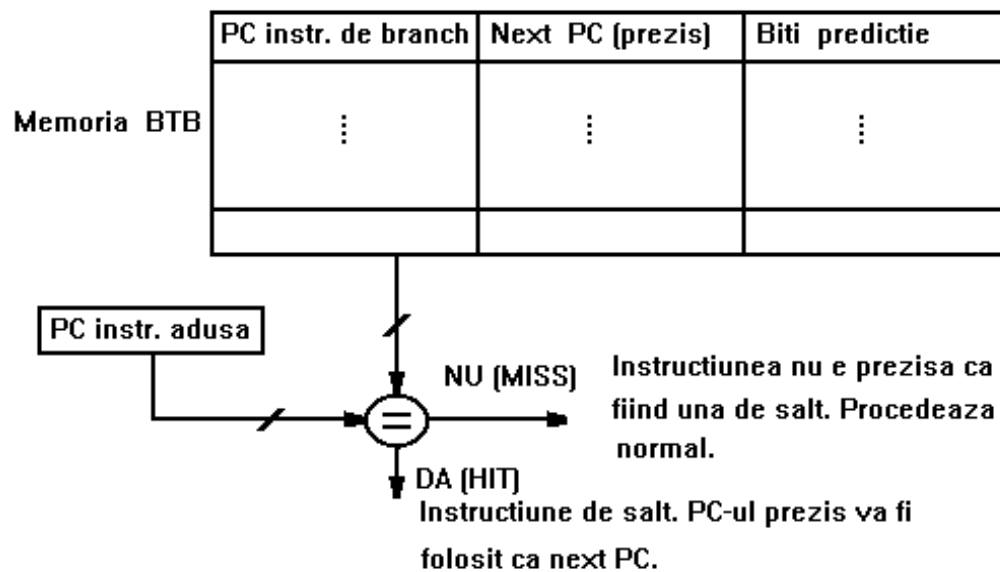 PC instr. de branch Next PC (prezis) Biti predictie
Memoria BTB
PC instr. adusa
NU (MISS)
Instructiunea nu e prezisa ca
fiind una de salt. Procedeaza
normal.
=
DA (HIT)
Instructiune de salt. PC-ul prezis va fi
folosit ca next PC.